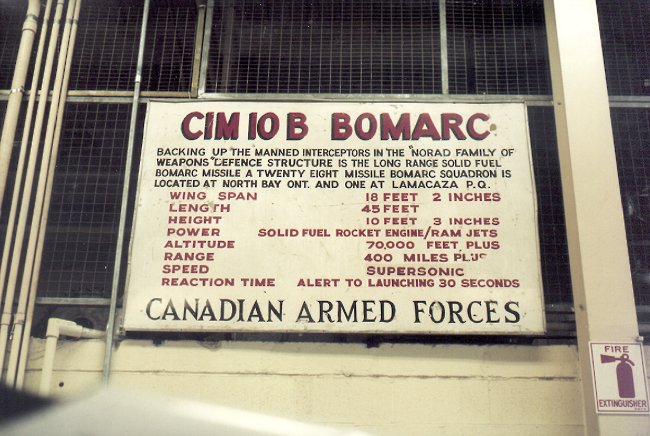 CIM 10 B BOMARC
BACKING UP THE MANNED INTERCEPTORS IN THE "NORAD FAMILY OF
WEAPONS" DEFENCE STRUCTURE IS THE LONG RANGE SOLID FUEL
BOMARC MISSILE A TWENTY EIGHT MISSILE BOMARC SQUADRON IS
LOCATED AT NORTH BAY ONT. AND ONE AT LAMACAZA P.Q.
WING SPAN 18 FEET 2 INCHES
LENGTH 45 FEET
HEIGHT 10 FEET 3 INCHES
POWER SOLID FUEL ROCKET ENGINE/RAM JETS
ALTITUDE 70,000 FEET PLUS
RANGE 400 MILES PLUS
SPEED SUPERSONIC
REACTION TIME ALERT TO LAUNCHING 30 SECONDS
CANADIAN ARMED FORCES
FIRE
EXTINGUISHER